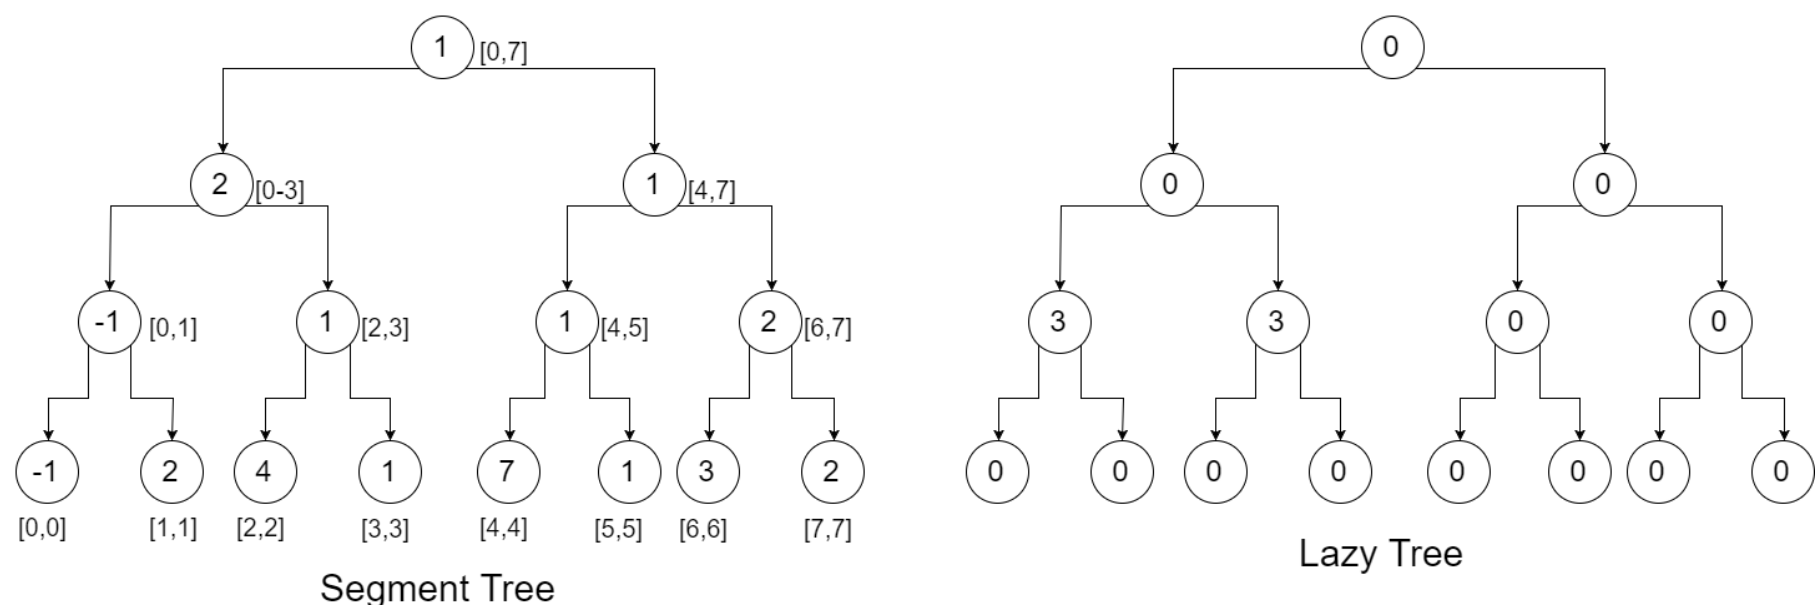 1 [0,7] 0
2 [0-3] 1 [4,7] 0 0
-1 [0,1] 1 [2,3] 1 [4,5] 2 [6,7] 3 3 0 0
-1 2 4 1 7 1 3 2 0 0 0 0 0 0 0 0
[0,0] [1,1] [2,2] [3,3] [4,4] [5,5] [6,6] [7,7]
Lazy Tree
Segment Tree